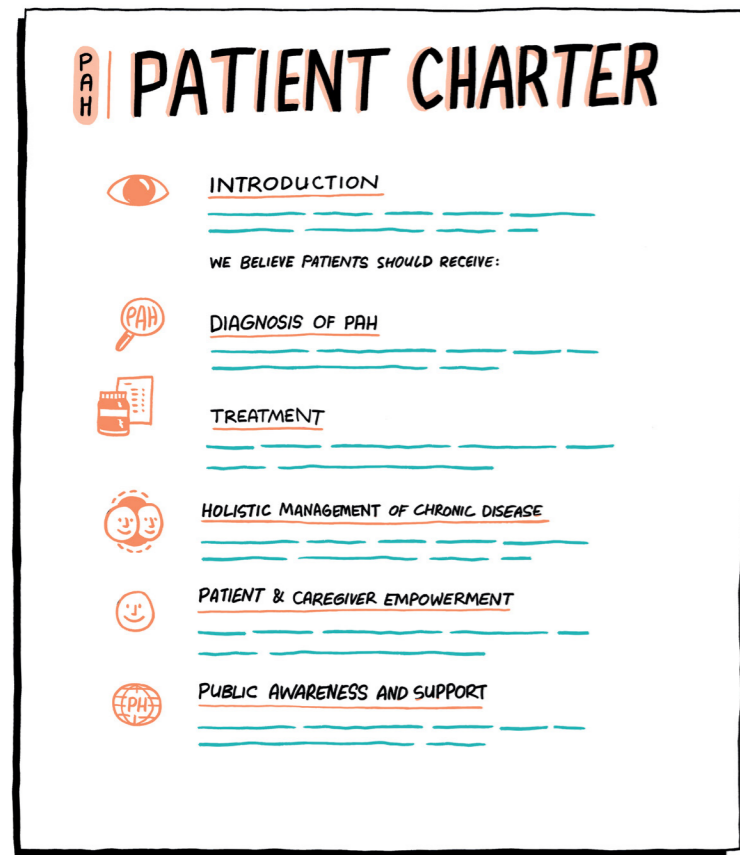 PAH
PATIENT CHARTER
INTRODUCTION
WE BELIEVE PATIENTS SHOULD RECEIVE:
PAH
DIAGNOSIS OF PAH
TREATMENT
HOLISTIC MANAGEMENT OF CHRONIC DISEASE
PATIENT & CAREGIVER EMPOWERMENT
PH
PUBLIC AWARENESS AND SUPPORT